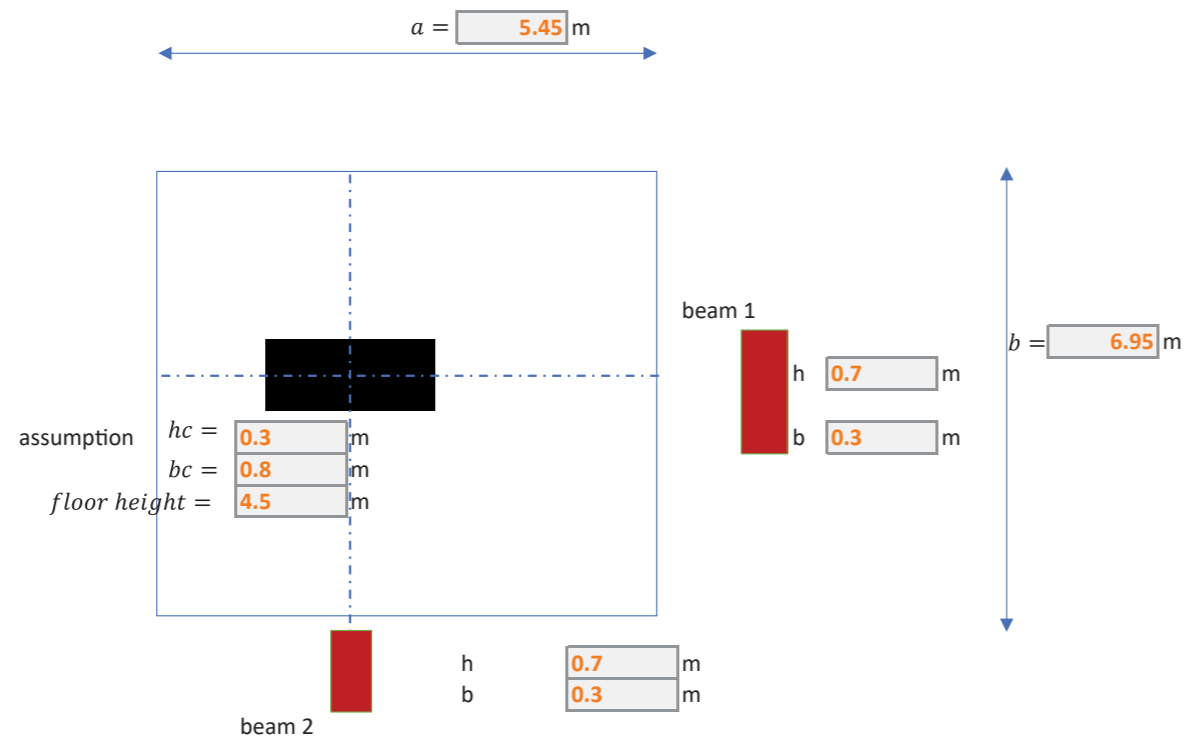 a = 5.45 m
beam 1
b = 6.95 m
h 0.7 m
assumption hc = 0.3 m
b 0.3 m
bc = 0.8 m
floor height = 4.5 m
h 0.7 m
b 0.3 m
beam 2